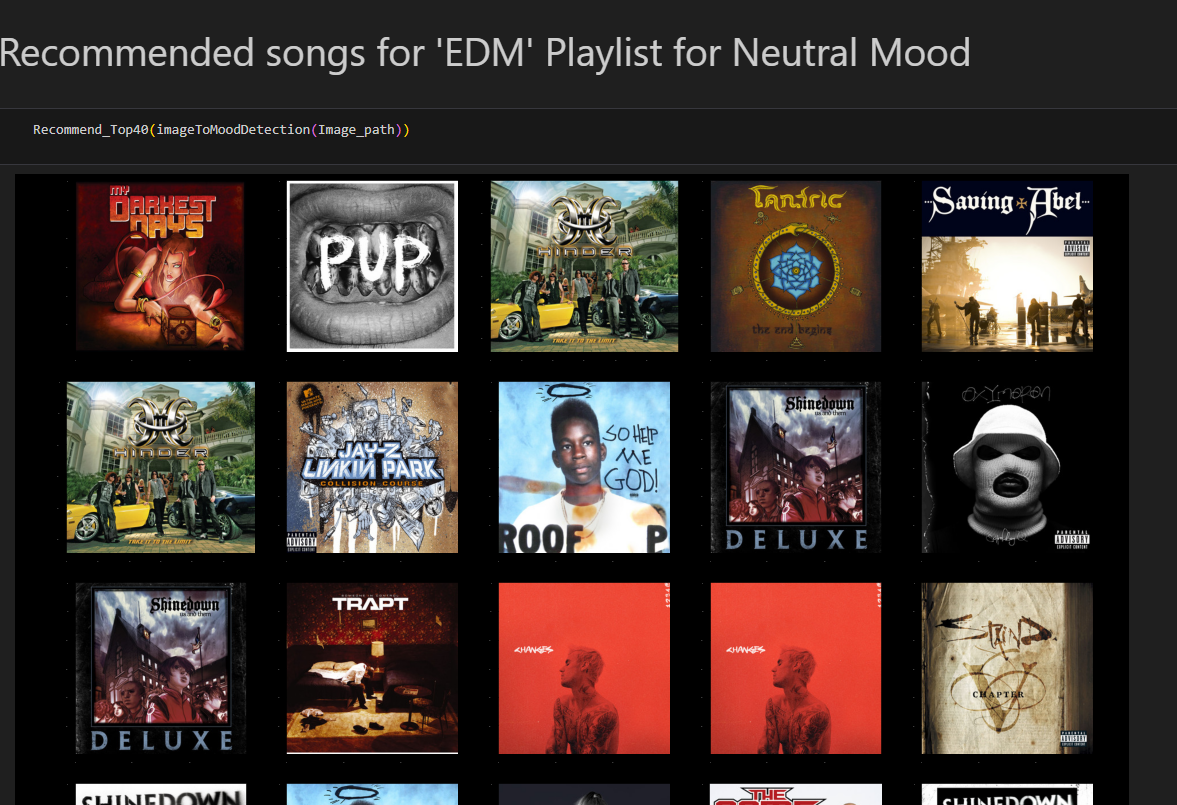 Recommended songs for 'EDM' Playlist for Neutral Mood
Recommend_Top40(imageToMoodDetection(Image_path))
MY
DARKEST
DAYS
PUP
HINDER
TAKE IT TO THE LIMIT
Tantric
the end begins
Saving Abel
PARENTAL
ADVISORY
EXPLICIT CONTENT
HINDER
TAKE IT TO THE LIMIT
JAY-Z
LINKIN PARK
COLLISION COURSE
PARENTAL
ADVISORY
EXPLICIT CONTENT
SO HELP
ME
GOD!
ROOF P
Shinedown
us and them
DELUXE
OXYMORON
PARENTAL
ADVISORY
EXPLICIT CONTENT
Shinedown
us and them
DELUXE
TRAPT
CHANGES
CHANGES
STAIND
CHAPTER
V
PARENTAL
ADVISORY
EXPLICIT CONTENT
SHINEDOWN
THE
SHINEDOWN